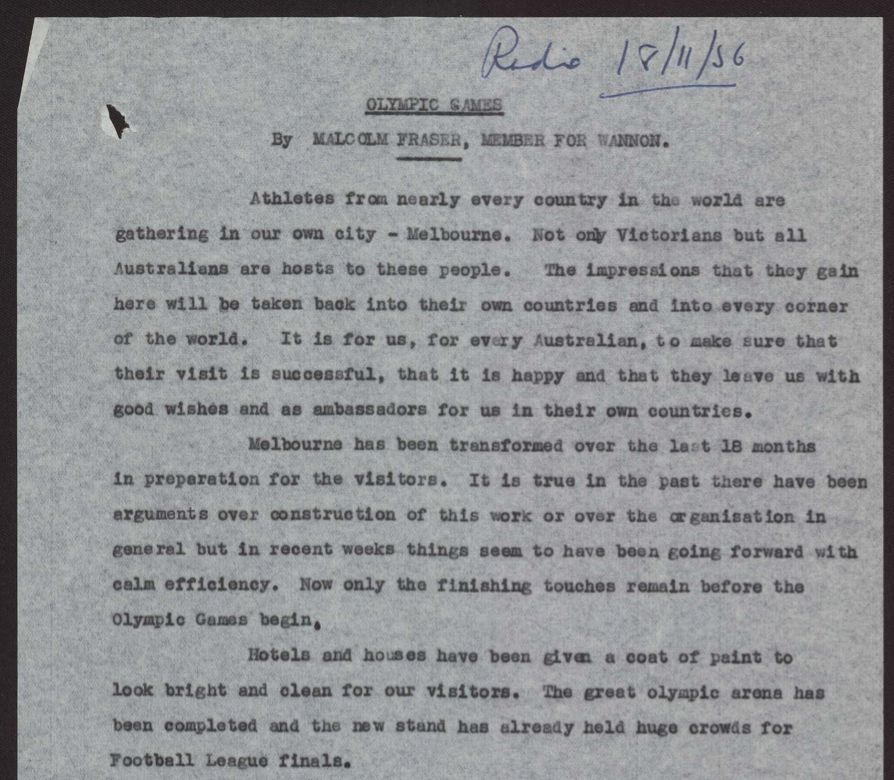 Radio 18/11/56
OLYMPIC GAMES
By MALCOLM FRASER, MEMBER FOR WANNON.
Athletes from nearly every country in the world are
gathering in our own city - Melbourne. Not only Victorians but all
Australians are hosts to these people. The impressions that they gain
here will be taken back into their own countries and into every corner
of the world. It is for us, for every Australian, to make sure that
their visit is successful, that it is happy and that they leave us with
good wishes and as ambassadors for us in their own countries.
Melbourne has been transformed over the last 18 months
in preparation for the visitors. It is true in the past there have been
arguments over construction of this work or over the organisation in
general but in recent weeks things seem to have been going forward with
calm efficiency. Now only the finishing touches remain before the
Olympic Games begin.
Hotels and houses have been given a coat of paint to
look bright and clean for our visitors. The great olympic arena has
been completed and the new stand has already held huge crowds for
Football League finals.